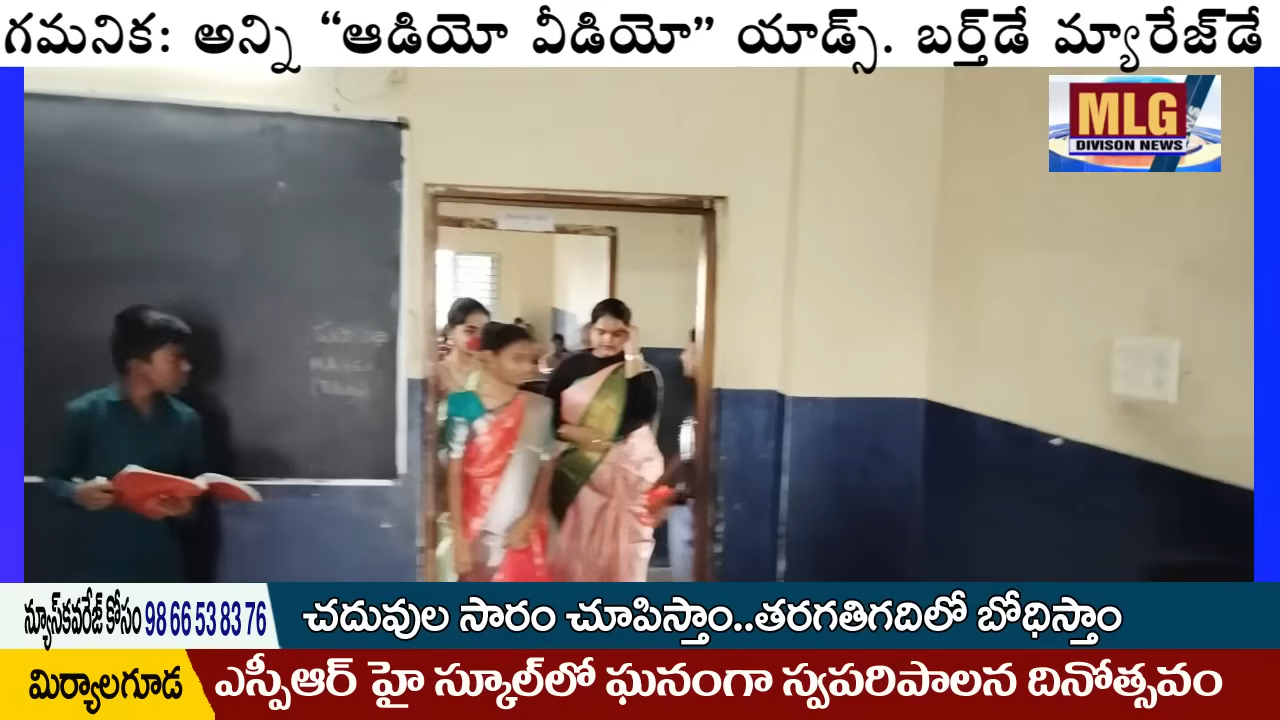 గమనిక: అన్ని “ఆడియో వీడియో” యాడ్స్. బర్త్‌డే మ్యారేజ్‌డే
MLG
DIVISON NEWS
న్యూస్‌కవరేజ్ కోసం 98 66 53 83 76
చదువుల సారం చూపిస్తాం..తరగతిగదిలో బోధిస్తాం
మిర్యాలగూడ
ఎస్పీఆర్ హై స్కూల్‌లో ఘనంగా స్వపరిపాలన దినోత్సవం